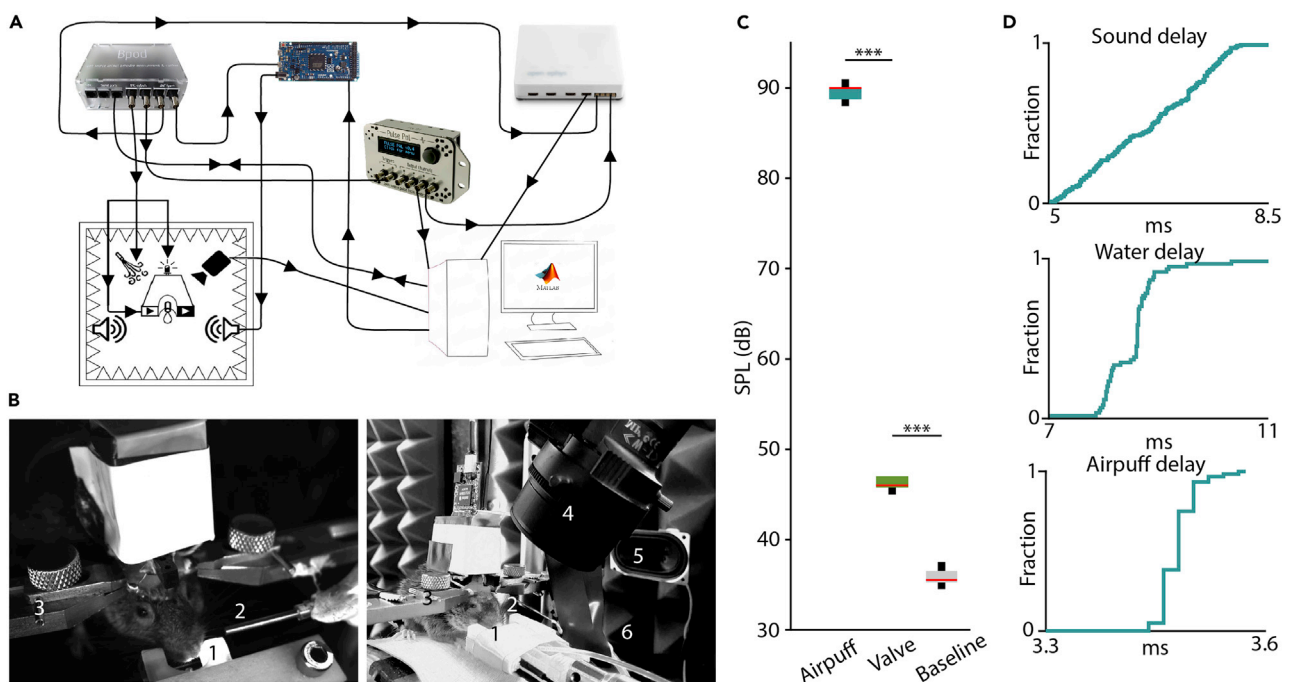 A
Bpod
Pulse Pal
MATLAB
B
1
2
3
1
2
3
4
5
6
C
***
***
90
80
70
60
50
40
30
SPL (dB)
Airpuff
Valve
Baseline
D
Sound delay
1
Fraction
0
5
8.5
ms
Water delay
1
Fraction
0
7
11
ms
Airpuff delay
1
Fraction
0
3.3
3.6
ms